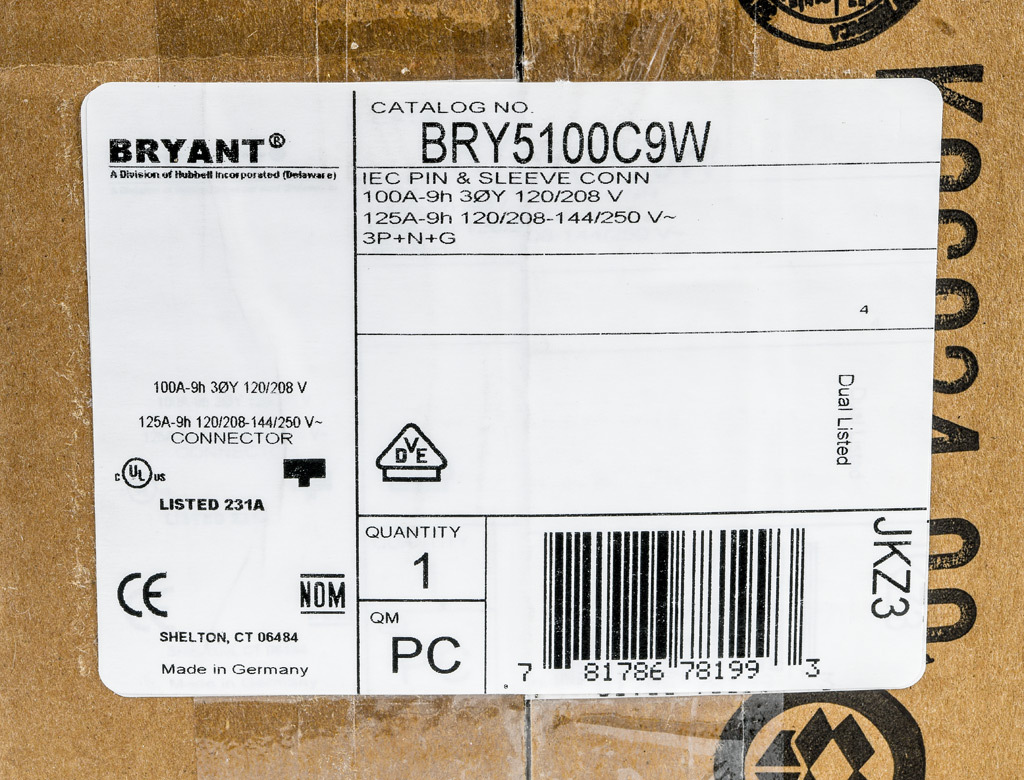 BRYANT®
A Division of Hubbell Incorporated (Delaware)
CATALOG NO.
BRY5100C9W
IEC PIN & SLEEVE CONN
100A-9h 3ØY 120/208 V
125A-9h 120/208-144/250 V~
3P+N+G
4
Dual Listed
100A-9h 3ØY 120/208 V
125A-9h 120/208-144/250 V~
CONNECTOR
C UL US
LISTED 231A
CE
NOM
SHELTON, CT 06484
Made in Germany
DVE
QUANTITY
1
QM
PC
7 81786 78199 3
JKZ3